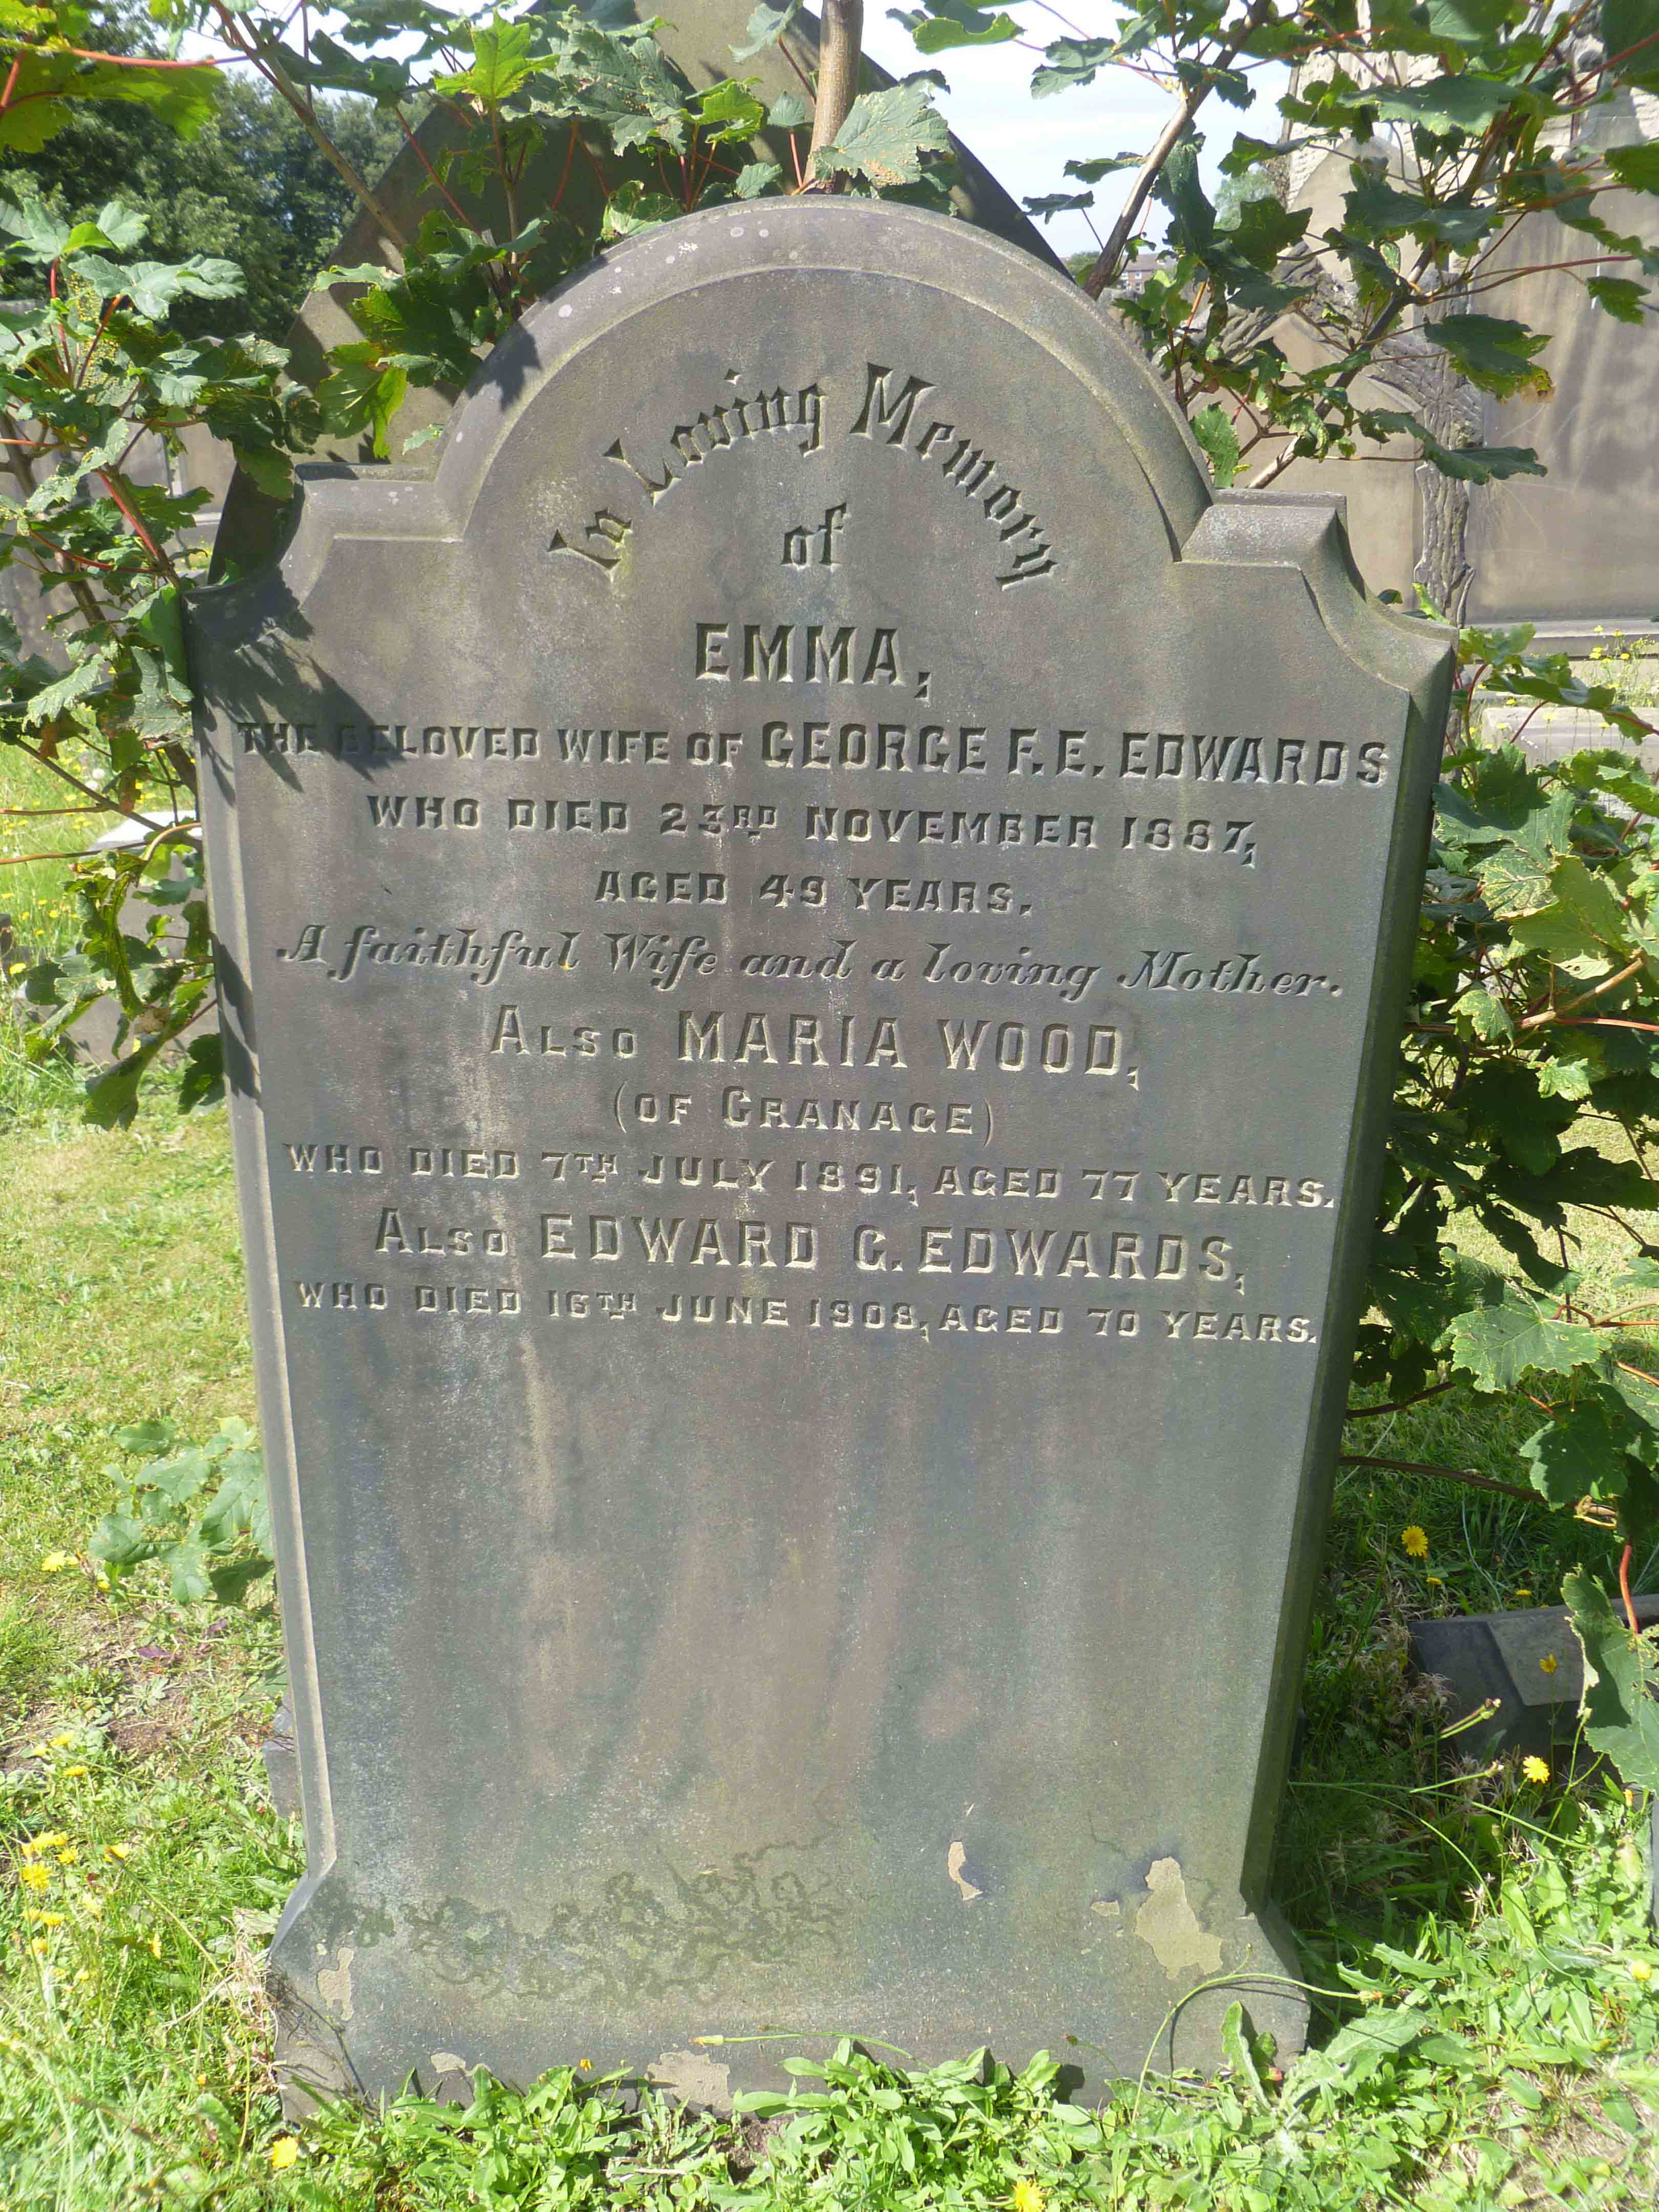 In Loving Memory
of
EMMA,
THE BELOVED WIFE OF GEORGE F. E. EDWARDS
WHO DIED 23RD NOVEMBER 1887,
AGED 49 YEARS.
A faithful Wife and a loving Mother.
ALSO MARIA WOOD,
(OF CRANAGE)
WHO DIED 7TH JULY 1891, AGED 77 YEARS.
ALSO EDWARD G. EDWARDS,
WHO DIED 16TH JUNE 1908, AGED 70 YEARS.